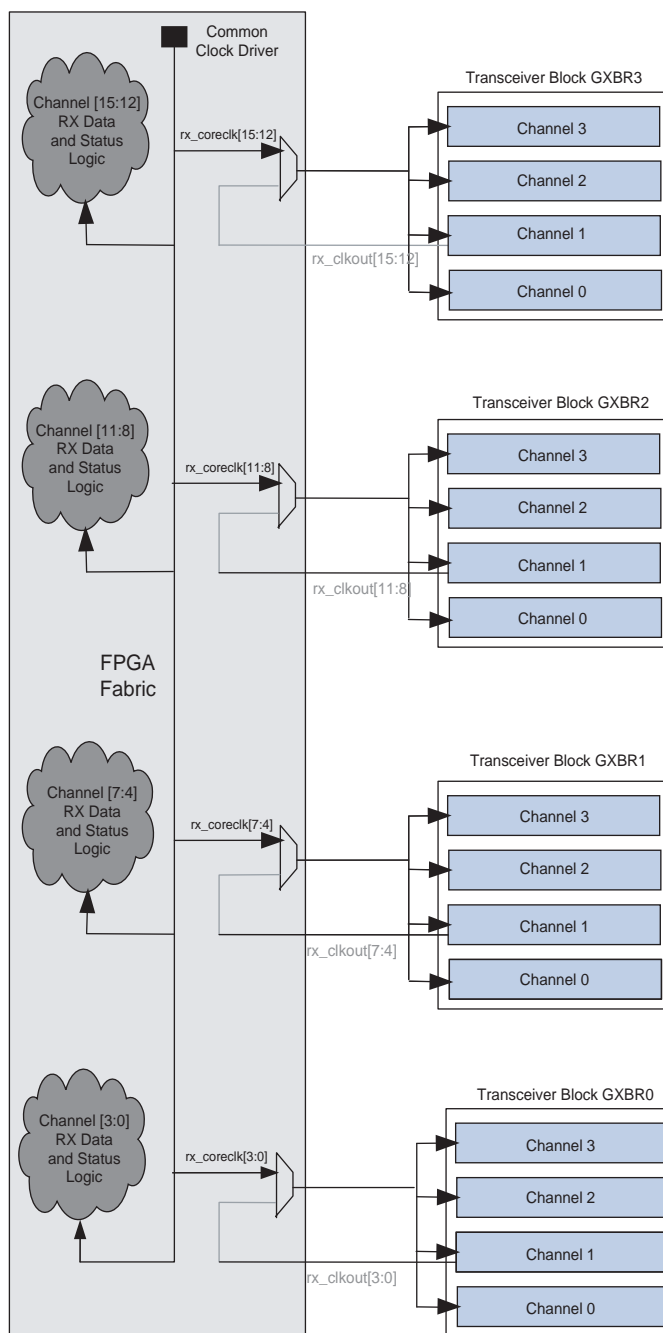 Common
Clock Driver
Channel [15:12]
RX Data
and Status
Logic
rx_coreclk[15:12]
rx_clkout[15:12]
Transceiver Block GXBR3
Channel 3
Channel 2
Channel 1
Channel 0
Channel [11:8]
RX Data
and Status
Logic
rx_coreclk[11:8]
rx_clkout[11:8]
Transceiver Block GXBR2
Channel 3
Channel 2
Channel 1
Channel 0
FPGA
Fabric
Channel [7:4]
RX Data
and Status
Logic
rx_coreclk[7:4]
rx_clkout[7:4]
Transceiver Block GXBR1
Channel 3
Channel 2
Channel 1
Channel 0
Channel [3:0]
RX Data
and Status
Logic
rx_coreclk[3:0]
rx_clkout[3:0]
Transceiver Block GXBR0
Channel 3
Channel 2
Channel 1
Channel 0